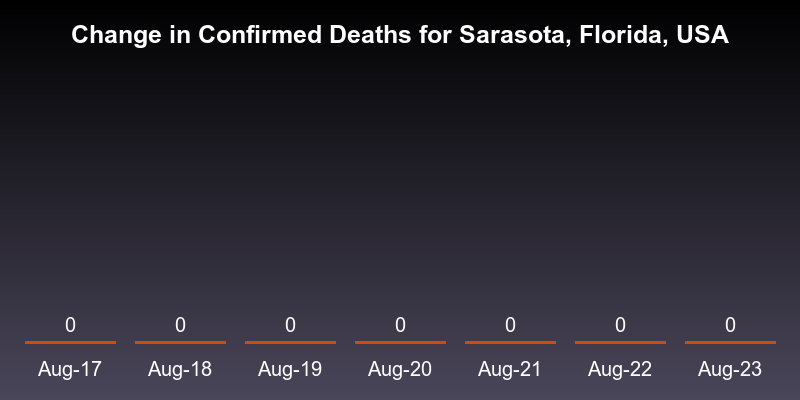 Change in Confirmed Deaths for Sarasota, Florida, USA
0 0 0 0 0 0 0
Aug-17 Aug-18 Aug-19 Aug-20 Aug-21 Aug-22 Aug-23